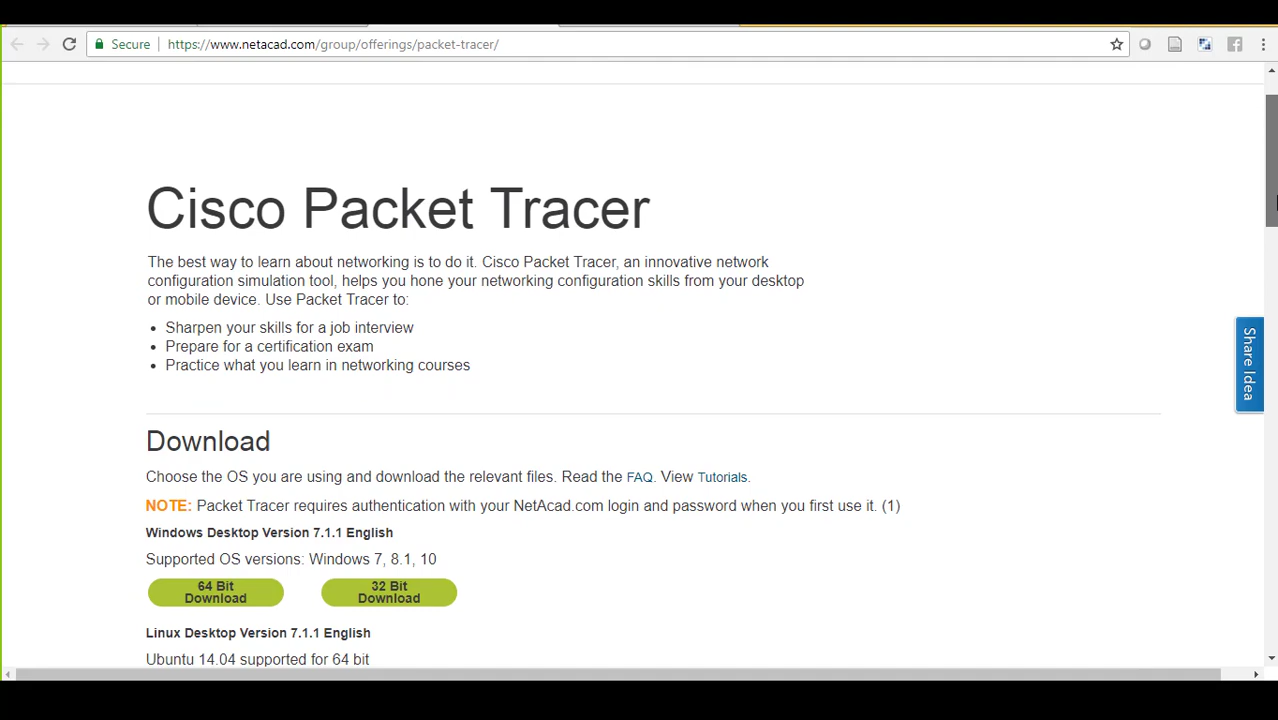 Secure https://www.netacad.com/group/offerings/packet-tracer/
Cisco Packet Tracer
The best way to learn about networking is to do it. Cisco Packet Tracer, an innovative network
configuration simulation tool, helps you hone your networking configuration skills from your desktop
or mobile device. Use Packet Tracer to:
• Sharpen your skills for a job interview
• Prepare for a certification exam
• Practice what you learn in networking courses
Share Idea
Download
Choose the OS you are using and download the relevant files. Read the FAQ. View Tutorials.
NOTE: Packet Tracer requires authentication with your NetAcad.com login and password when you first use it. (1)
Windows Desktop Version 7.1.1 English
Supported OS versions: Windows 7, 8.1, 10
64 Bit
Download
32 Bit
Download
Linux Desktop Version 7.1.1 English
Ubuntu 14.04 supported for 64 bit